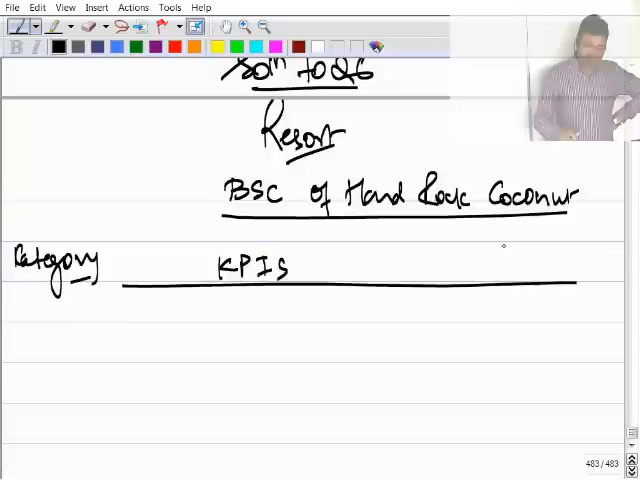 File Edit View Insert Actions Tools Help
B I
Resort
BSC of Hard Rock Coconut
Category KPIS
483 / 483